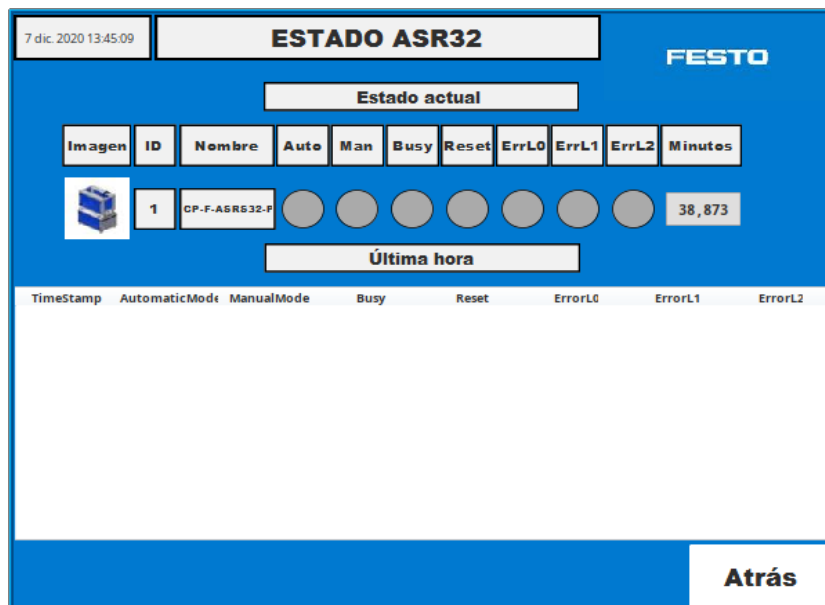 7 dic. 2020 13:45:09
ESTADO ASR32
FESTO
Estado actual
Imagen ID Nombre Auto Man Busy Reset ErrL0 ErrL1 ErrL2 Minutos
1 CP-F-ASRS32-P 38,873
Última hora
TimeStamp AutomaticMode ManualMode Busy Reset ErrorL0 ErrorL1 ErrorL2
Atrás